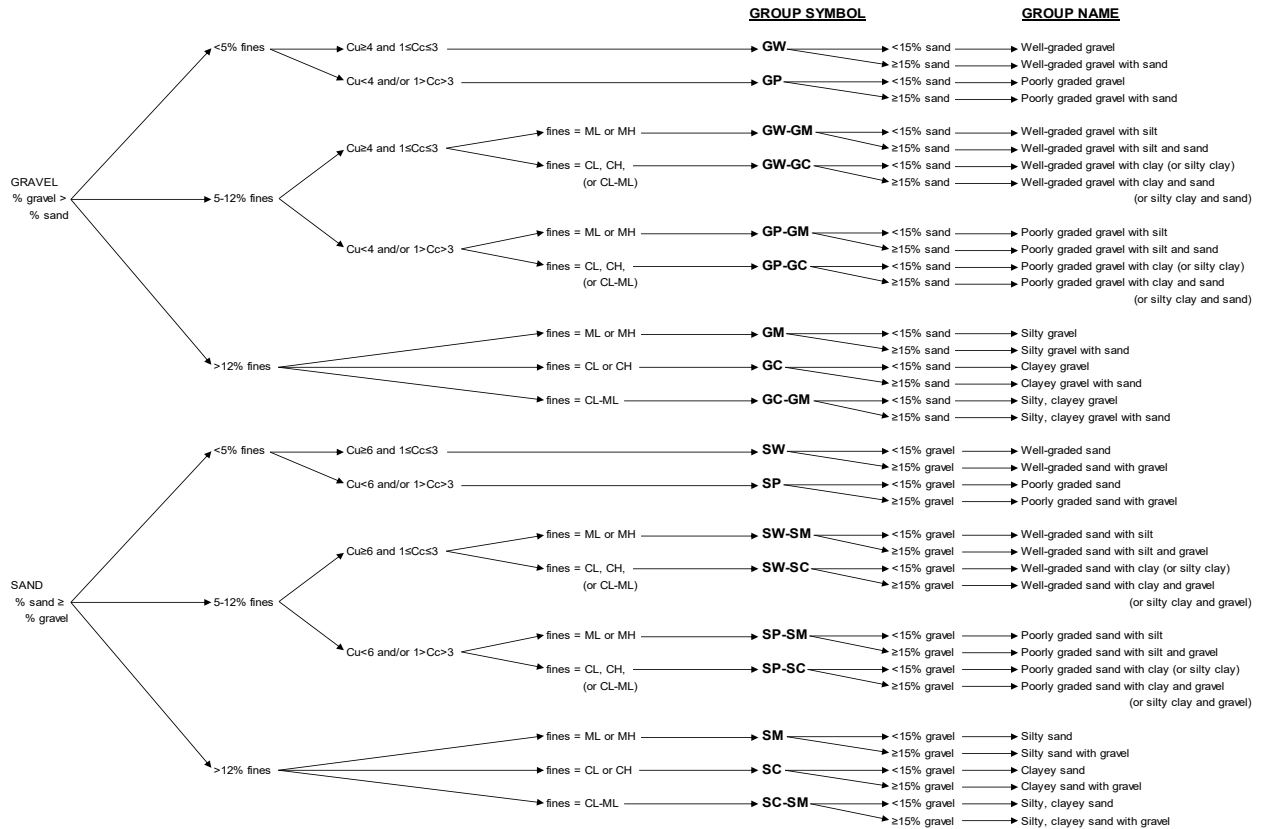 GROUP SYMBOL GROUP NAME
<5% fines Cu≥4 and 1≤Cc≤3 GW <15% sand Well-graded gravel
≥15% sand Well-graded gravel with sand
Cu<4 and/or 1>Cc>3 GP <15% sand Poorly graded gravel
≥15% sand Poorly graded gravel with sand
fines = ML or MH GW-GM <15% sand Well-graded gravel with silt
Cu≥4 and 1≤Cc≤3 ≥15% sand Well-graded gravel with silt and sand
fines = CL, CH, GW-GC <15% sand Well-graded gravel with clay (or silty clay)
GRAVEL (or CL-ML) ≥15% sand Well-graded gravel with clay and sand
% gravel > 5-12% fines (or silty clay and sand)
% sand
fines = ML or MH GP-GM <15% sand Poorly graded gravel with silt
Cu<4 and/or 1>Cc>3 ≥15% sand Poorly graded gravel with silt and sand
fines = CL, CH, GP-GC <15% sand Poorly graded gravel with clay (or silty clay)
(or CL-ML) ≥15% sand Poorly graded gravel with clay and sand
(or silty clay and sand)
fines = ML or MH GM <15% sand Silty gravel
≥15% sand Silty gravel with sand
>12% fines fines = CL or CH GC <15% sand Clayey gravel
≥15% sand Clayey gravel with sand
fines = CL-ML GC-GM <15% sand Silty, clayey gravel
≥15% sand Silty, clayey gravel with sand
<5% fines Cu≥6 and 1≤Cc≤3 SW <15% gravel Well-graded sand
≥15% gravel Well-graded sand with gravel
Cu<6 and/or 1>Cc>3 SP <15% gravel Poorly graded sand
≥15% gravel Poorly graded sand with gravel
fines = ML or MH SW-SM <15% gravel Well-graded sand with silt
Cu≥6 and 1≤Cc≤3 ≥15% gravel Well-graded sand with silt and gravel
fines = CL, CH, SW-SC <15% gravel Well-graded sand with clay (or silty clay)
SAND (or CL-ML) ≥15% gravel Well-graded sand with clay and gravel
% sand ≥ 5-12% fines (or silty clay and gravel)
% gravel
fines = ML or MH SP-SM <15% gravel Poorly graded sand with silt
Cu<6 and/or 1>Cc>3 ≥15% gravel Poorly graded sand with silt and gravel
fines = CL, CH, SP-SC <15% gravel Poorly graded sand with clay (or silty clay)
(or CL-ML) ≥15% gravel Poorly graded sand with clay and gravel
(or silty clay and gravel)
fines = ML or MH SM <15% gravel Silty sand
≥15% gravel Silty sand with gravel
>12% fines fines = CL or CH SC <15% gravel Clayey sand
≥15% gravel Clayey sand with gravel
fines = CL-ML SC-SM <15% gravel Silty, clayey sand
≥15% gravel Silty, clayey sand with gravel